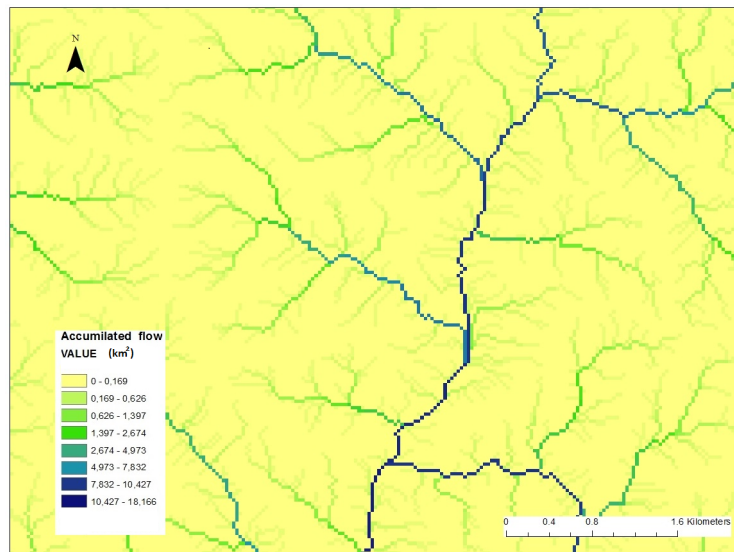 N
Accumilated flow
VALUE (km²)
0 - 0,169
0,169 - 0,626
0,626 - 1,397
1,397 - 2,674
2,674 - 4,973
4,973 - 7,832
7,832 - 10,427
10,427 - 18,166
0 0.4 0.8 1.6 Kilometers